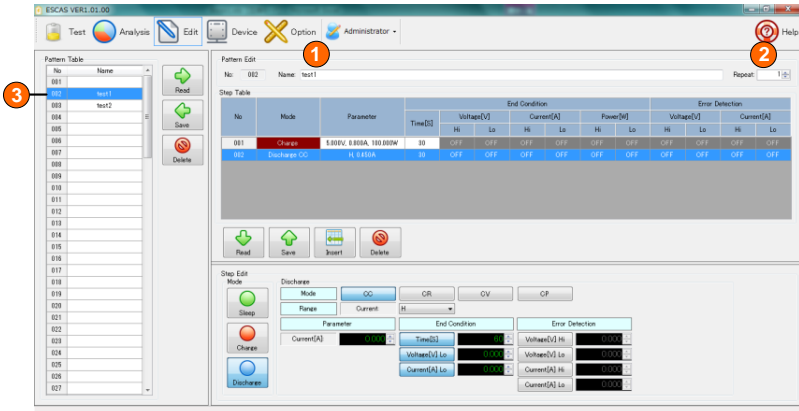 ESCAS VER1.01.00
Test Analysis Edit Device Option Administrator Help
1
2
3
Pattern Table
No Name
001
002 test1
003 test2
004
005
006
007
008
009
010
011
012
013
014
015
016
017
018
019
020
021
022
023
024
025
026
027
Read
Save
Delete
Pattern Edit
No: 002 Name: test1 Repeat: 1
Step Table
End Condition Error Detection
No Mode Parameter Time[S] Voltage[V] Current[A] Power[W] Voltage[V] Current[A]
Hi Lo Hi Lo Hi Lo Hi Lo Hi Lo
001 Charge 5.000V, 0.800A, 100.000W 30 OFF OFF OFF OFF OFF OFF OFF OFF OFF OFF
002 Discharge CC H, 0.450A 30 OFF OFF OFF OFF OFF OFF OFF OFF OFF OFF
Read Save Insert Delete
Step Edit
Mode
Sleep
Charge
Discharge
Discharge
Mode CC CR CV CP
Range Current: H
Parameter End Condition Error Detection
Current[A] 0.000 Time[S] 60 Voltage[V] Hi 0.000
Voltage[V] Lo 0.000 Voltage[V] Lo 0.000
Current[A] Lo 0.000 Current[A] Hi 0.000
Current[A] Lo 0.000